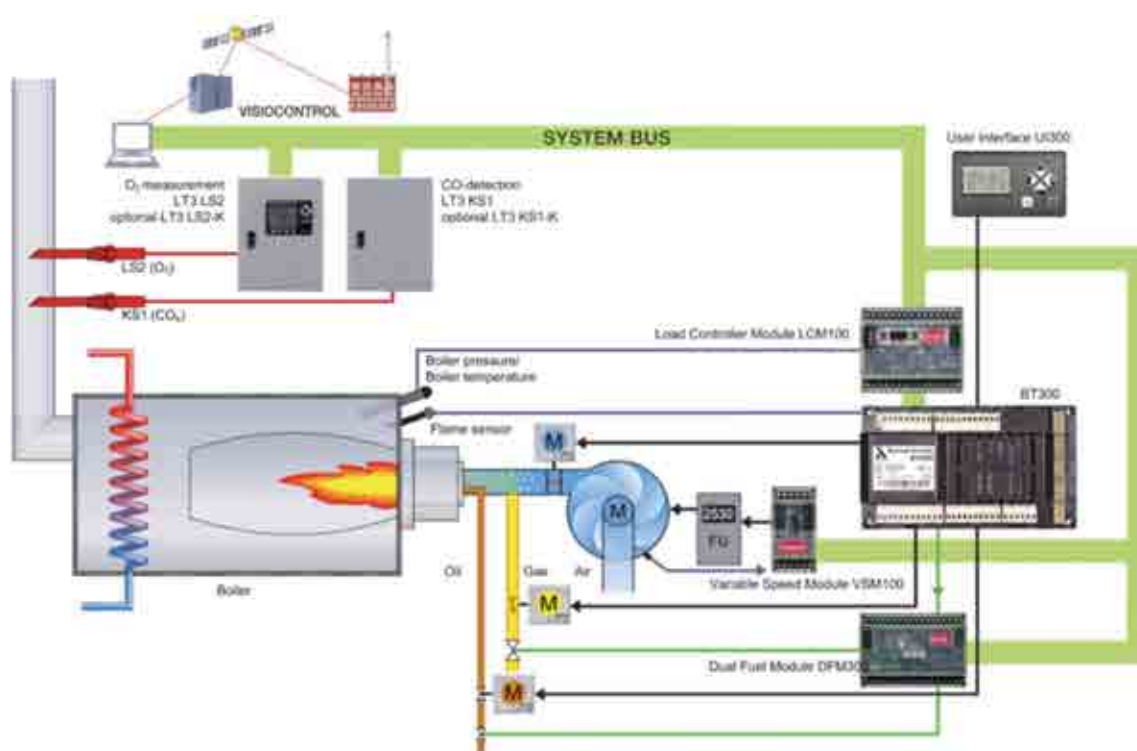 VISIOCONTROL
SYSTEM BUS
User Interface UI300
O₂ measurement
LT3 LS2
optional LT3 LS2-K
CO-detection
LT3 KS1
optional LT3 KS1-K
LS2 (O₂)
KS1 (COₑ)
Load Controller Module LCM100
Boiler pressure/
Boiler temperature
BT300
Flame sensor
M
M
2530
FU
Oil
Gas
Air
Variable Speed Module VSM100
Boiler
M
Dual Fuel Module DFM300
M